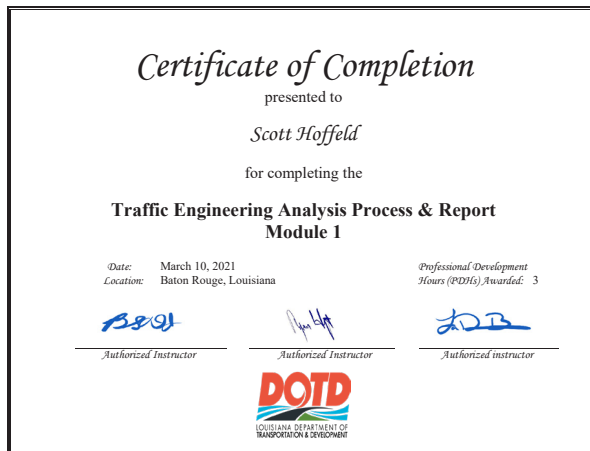 Certificate of Completion
presented to
Scott Hoffeld
for completing the
Traffic Engineering Analysis Process & Report
Module 1
Date: March 10, 2021
Location: Baton Rouge, Louisiana
Professional Development
Hours (PDHs) Awarded: 3
Authorized Instructor
Authorized Instructor
Authorized instructor
DOTD
LOUISIANA DEPARTMENT OF
TRANSPORTATION & DEVELOPMENT